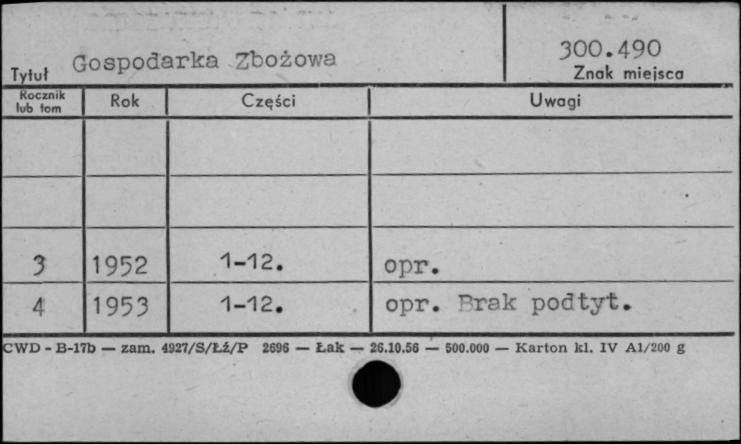 Tytuł Gospodarka Zbożowa 300.490
Znak miejsca
Rocznik lub tom Rok Części Uwagi
3 1952 1-12. opr.
4 1953 1-12. opr. Brak podtyt.
CWD - B-17b — zam. 4927/S/Łź/P 2696 — Łak — 26.10.56 — 500.000 — Karton kl. IV A1/200 g